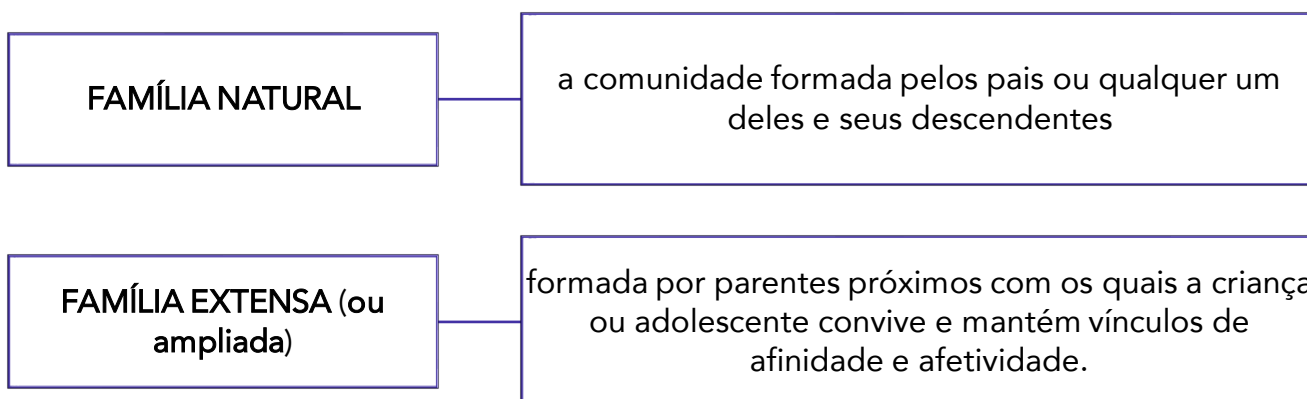 FAMÍLIA NATURAL
a comunidade formada pelos pais ou qualquer um
deles e seus descendentes
FAMÍLIA EXTENSA (ou
ampliada)
formada por parentes próximos com os quais a criança
ou adolescente convive e mantém vínculos de
afinidade e afetividade.